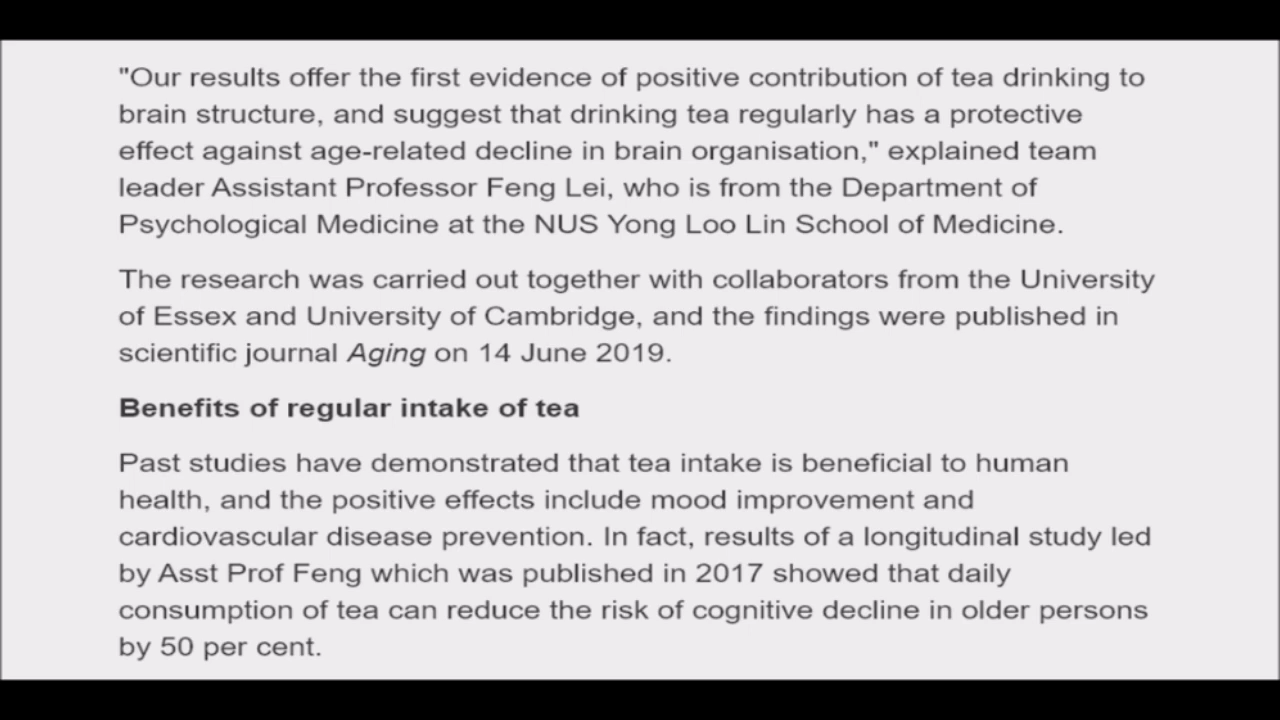 "Our results offer the first evidence of positive contribution of tea drinking to
brain structure, and suggest that drinking tea regularly has a protective
effect against age-related decline in brain organisation," explained team
leader Assistant Professor Feng Lei, who is from the Department of
Psychological Medicine at the NUS Yong Loo Lin School of Medicine.
The research was carried out together with collaborators from the University
of Essex and University of Cambridge, and the findings were published in
scientific journal Aging on 14 June 2019.
Benefits of regular intake of tea
Past studies have demonstrated that tea intake is beneficial to human
health, and the positive effects include mood improvement and
cardiovascular disease prevention. In fact, results of a longitudinal study led
by Asst Prof Feng which was published in 2017 showed that daily
consumption of tea can reduce the risk of cognitive decline in older persons
by 50 per cent.